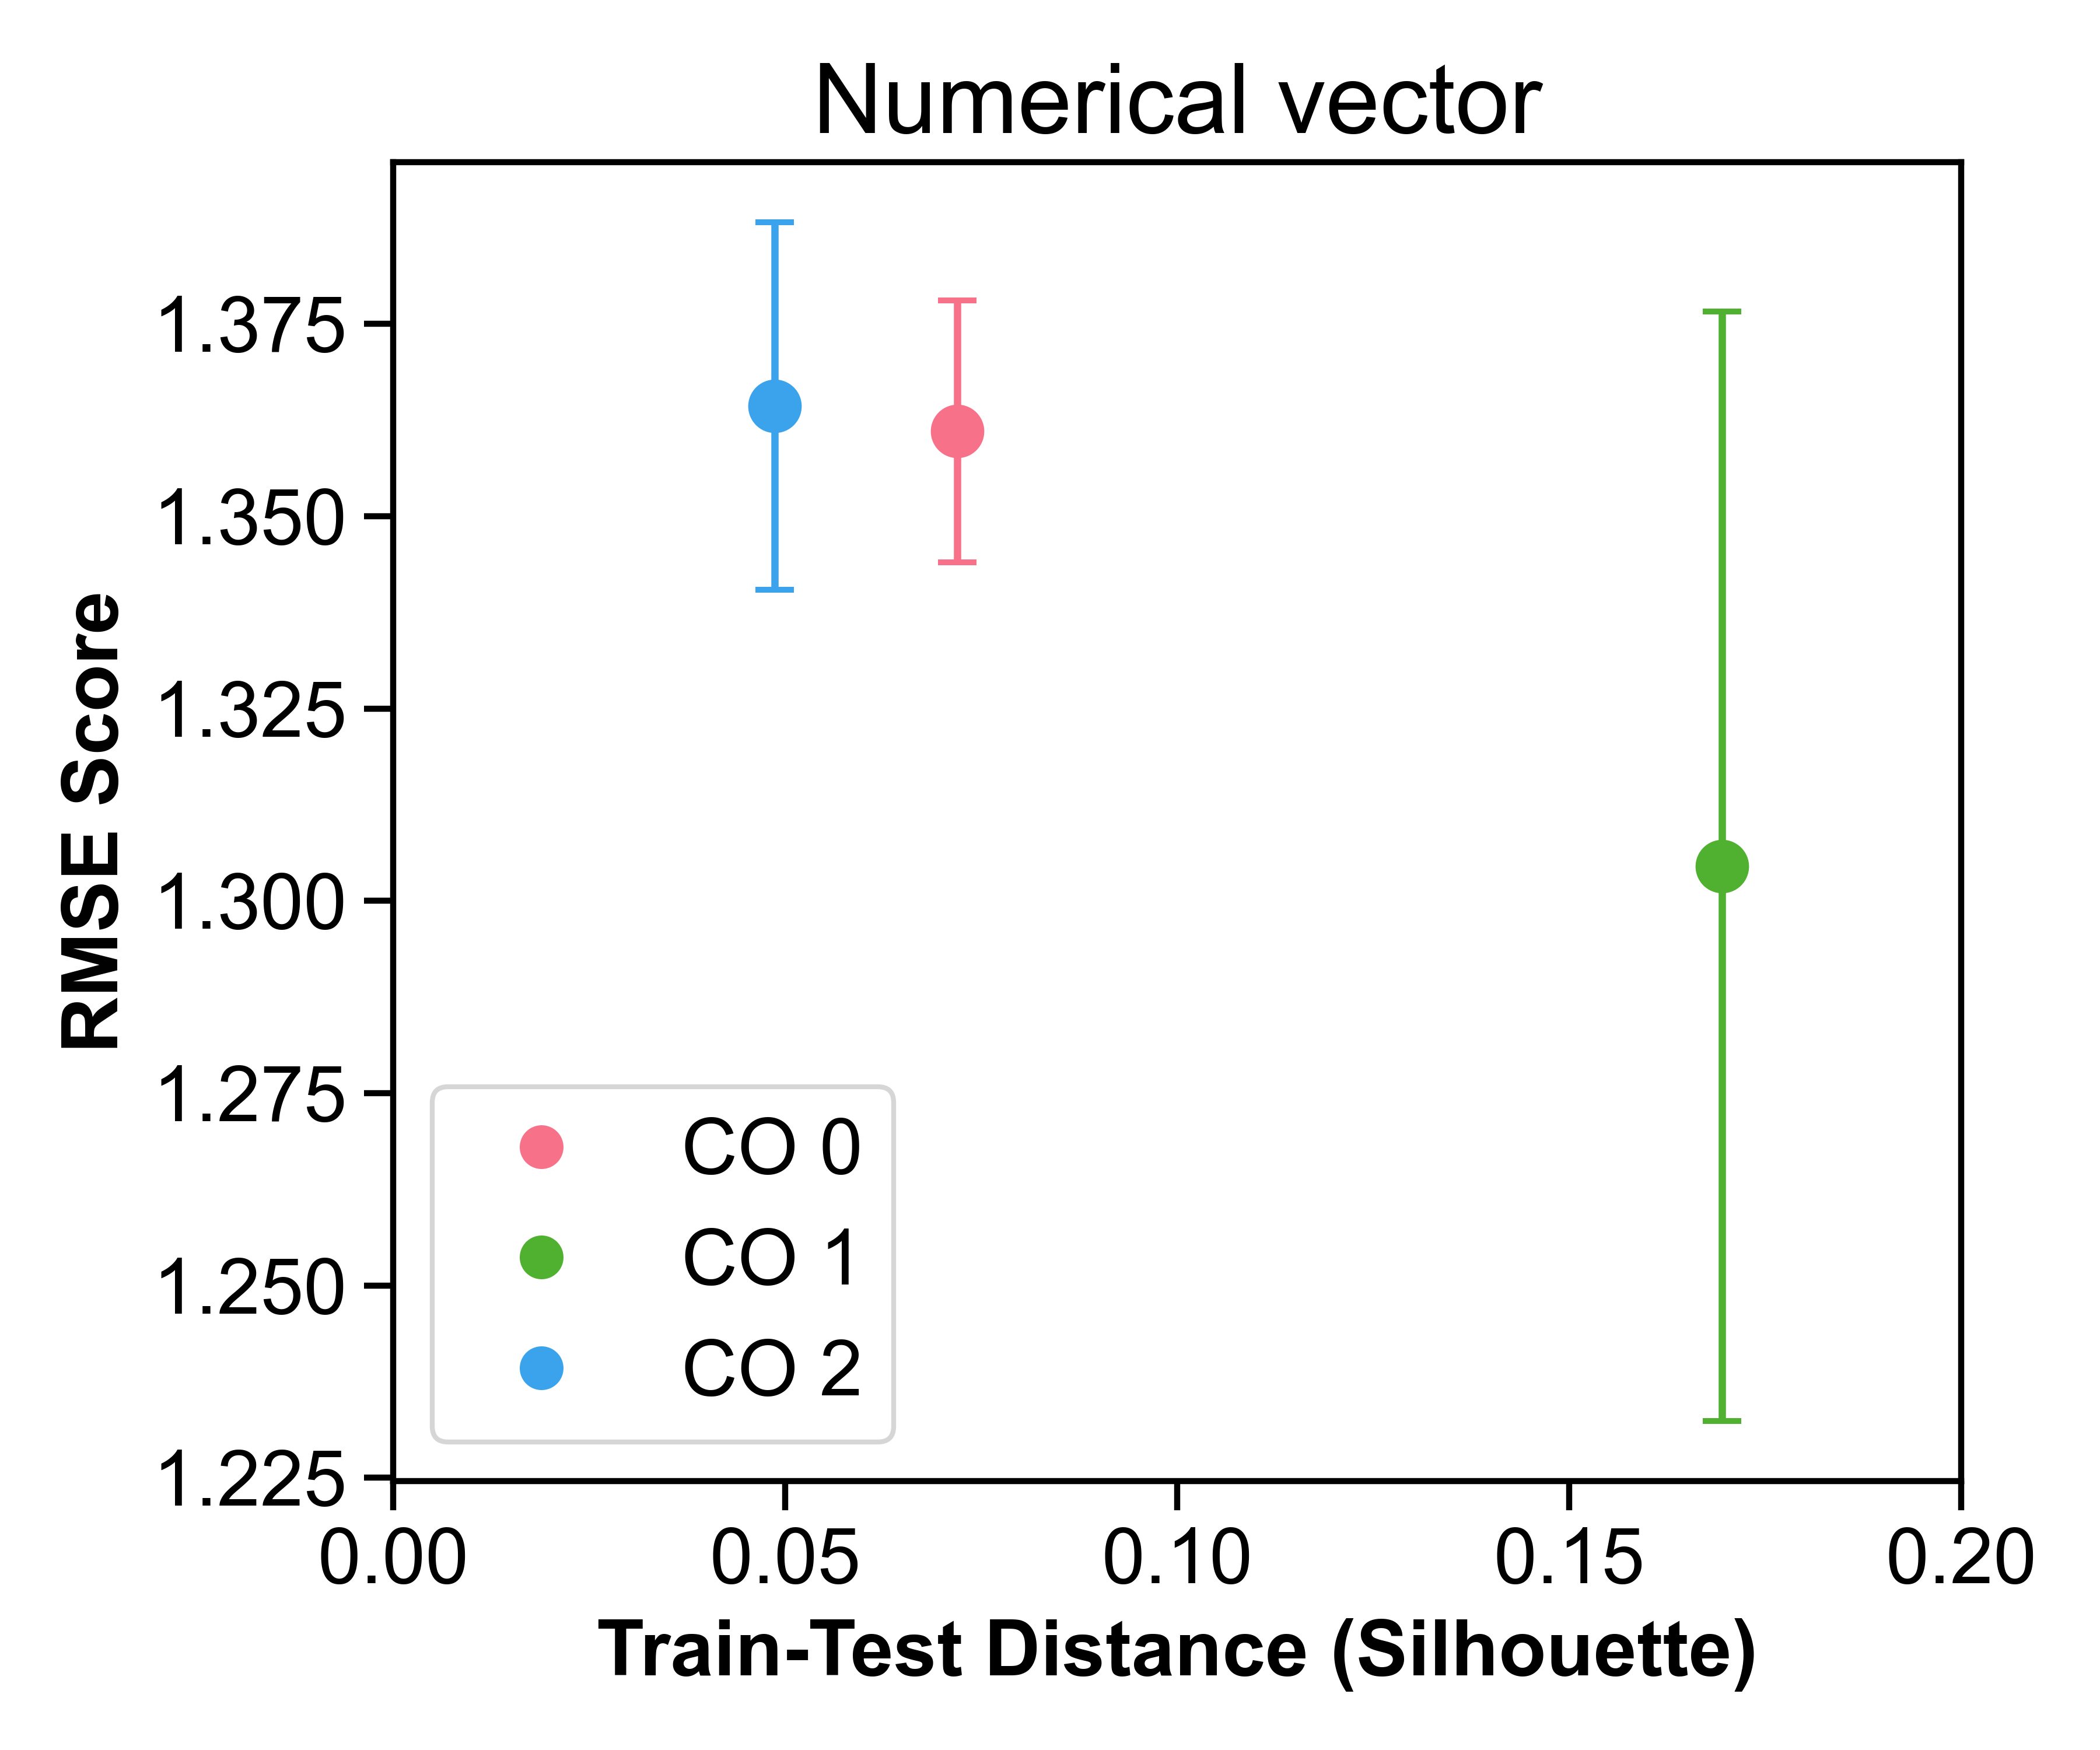 Numerical vector
RMSE Score
1.375
1.350
1.325
1.300
1.275
1.250
1.225
CO 0
CO 1
CO 2
0.00 0.05 0.10 0.15 0.20
Train-Test Distance (Silhouette)